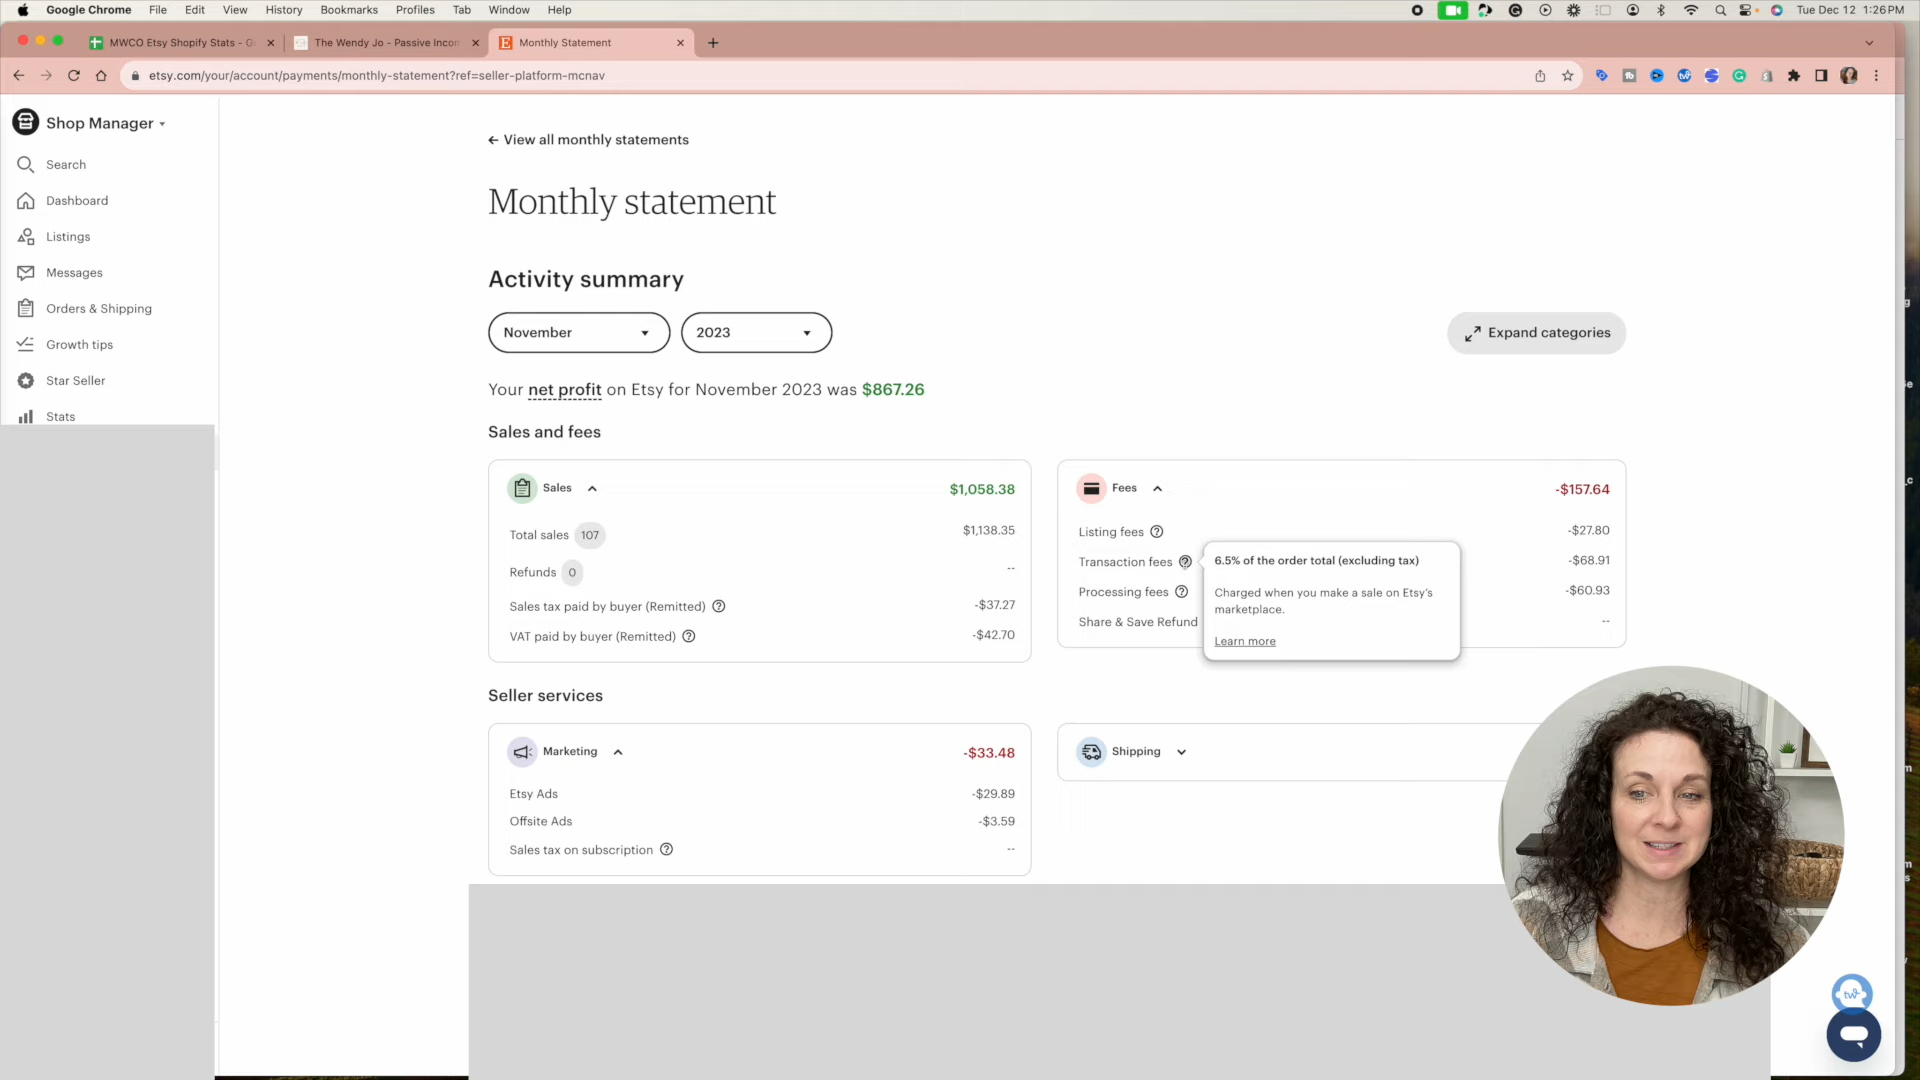 Google Chrome File Edit View History Bookmarks Profiles Tab Window Help Tue Dec 12 1:26 PM
MWCO Etsy Shopify Stats - G The Wendy Jo - Passive Incom Monthly Statement
etsy.com/your/account/payments/monthly-statement?ref=seller-platform-mcnav
Shop Manager
Search
Dashboard
Listings
Messages
Orders & Shipping
Growth tips
Star Seller
Stats
← View all monthly statements
Monthly statement
Activity summary
November 2023 Expand categories
Your net profit on Etsy for November 2023 was $867.26
Sales and fees
Sales $1,058.38
Total sales 107 $1,138.35
Refunds 0 --
Sales tax paid by buyer (Remitted) ? -$37.27
VAT paid by buyer (Remitted) ? -$42.70
Fees -$157.64
Listing fees ? -$27.80
Transaction fees ? -$68.91
Processing fees ? -$60.93
Share & Save Refund --
6.5% of the order total (excluding tax)
Charged when you make a sale on Etsy's
marketplace.
Learn more
Seller services
Marketing -$33.48
Etsy Ads -$29.89
Offsite Ads -$3.59
Sales tax on subscription ? --
Shipping
tw